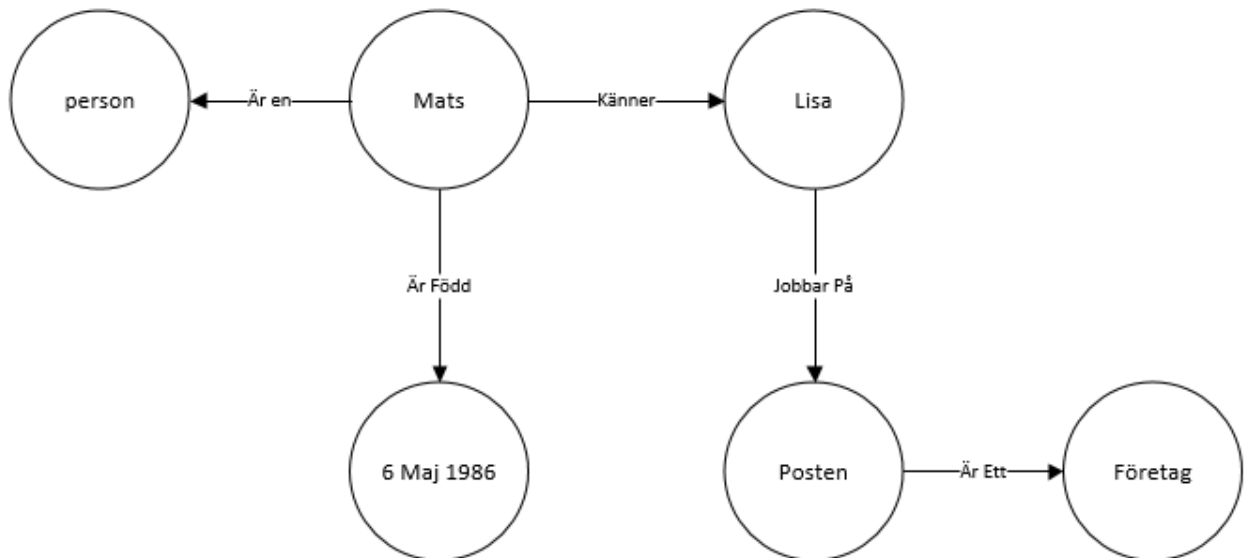 person
Är en
Mats
Känner
Lisa
Är Född
Jobbar På
6 Maj 1986
Posten
Är Ett
Företag